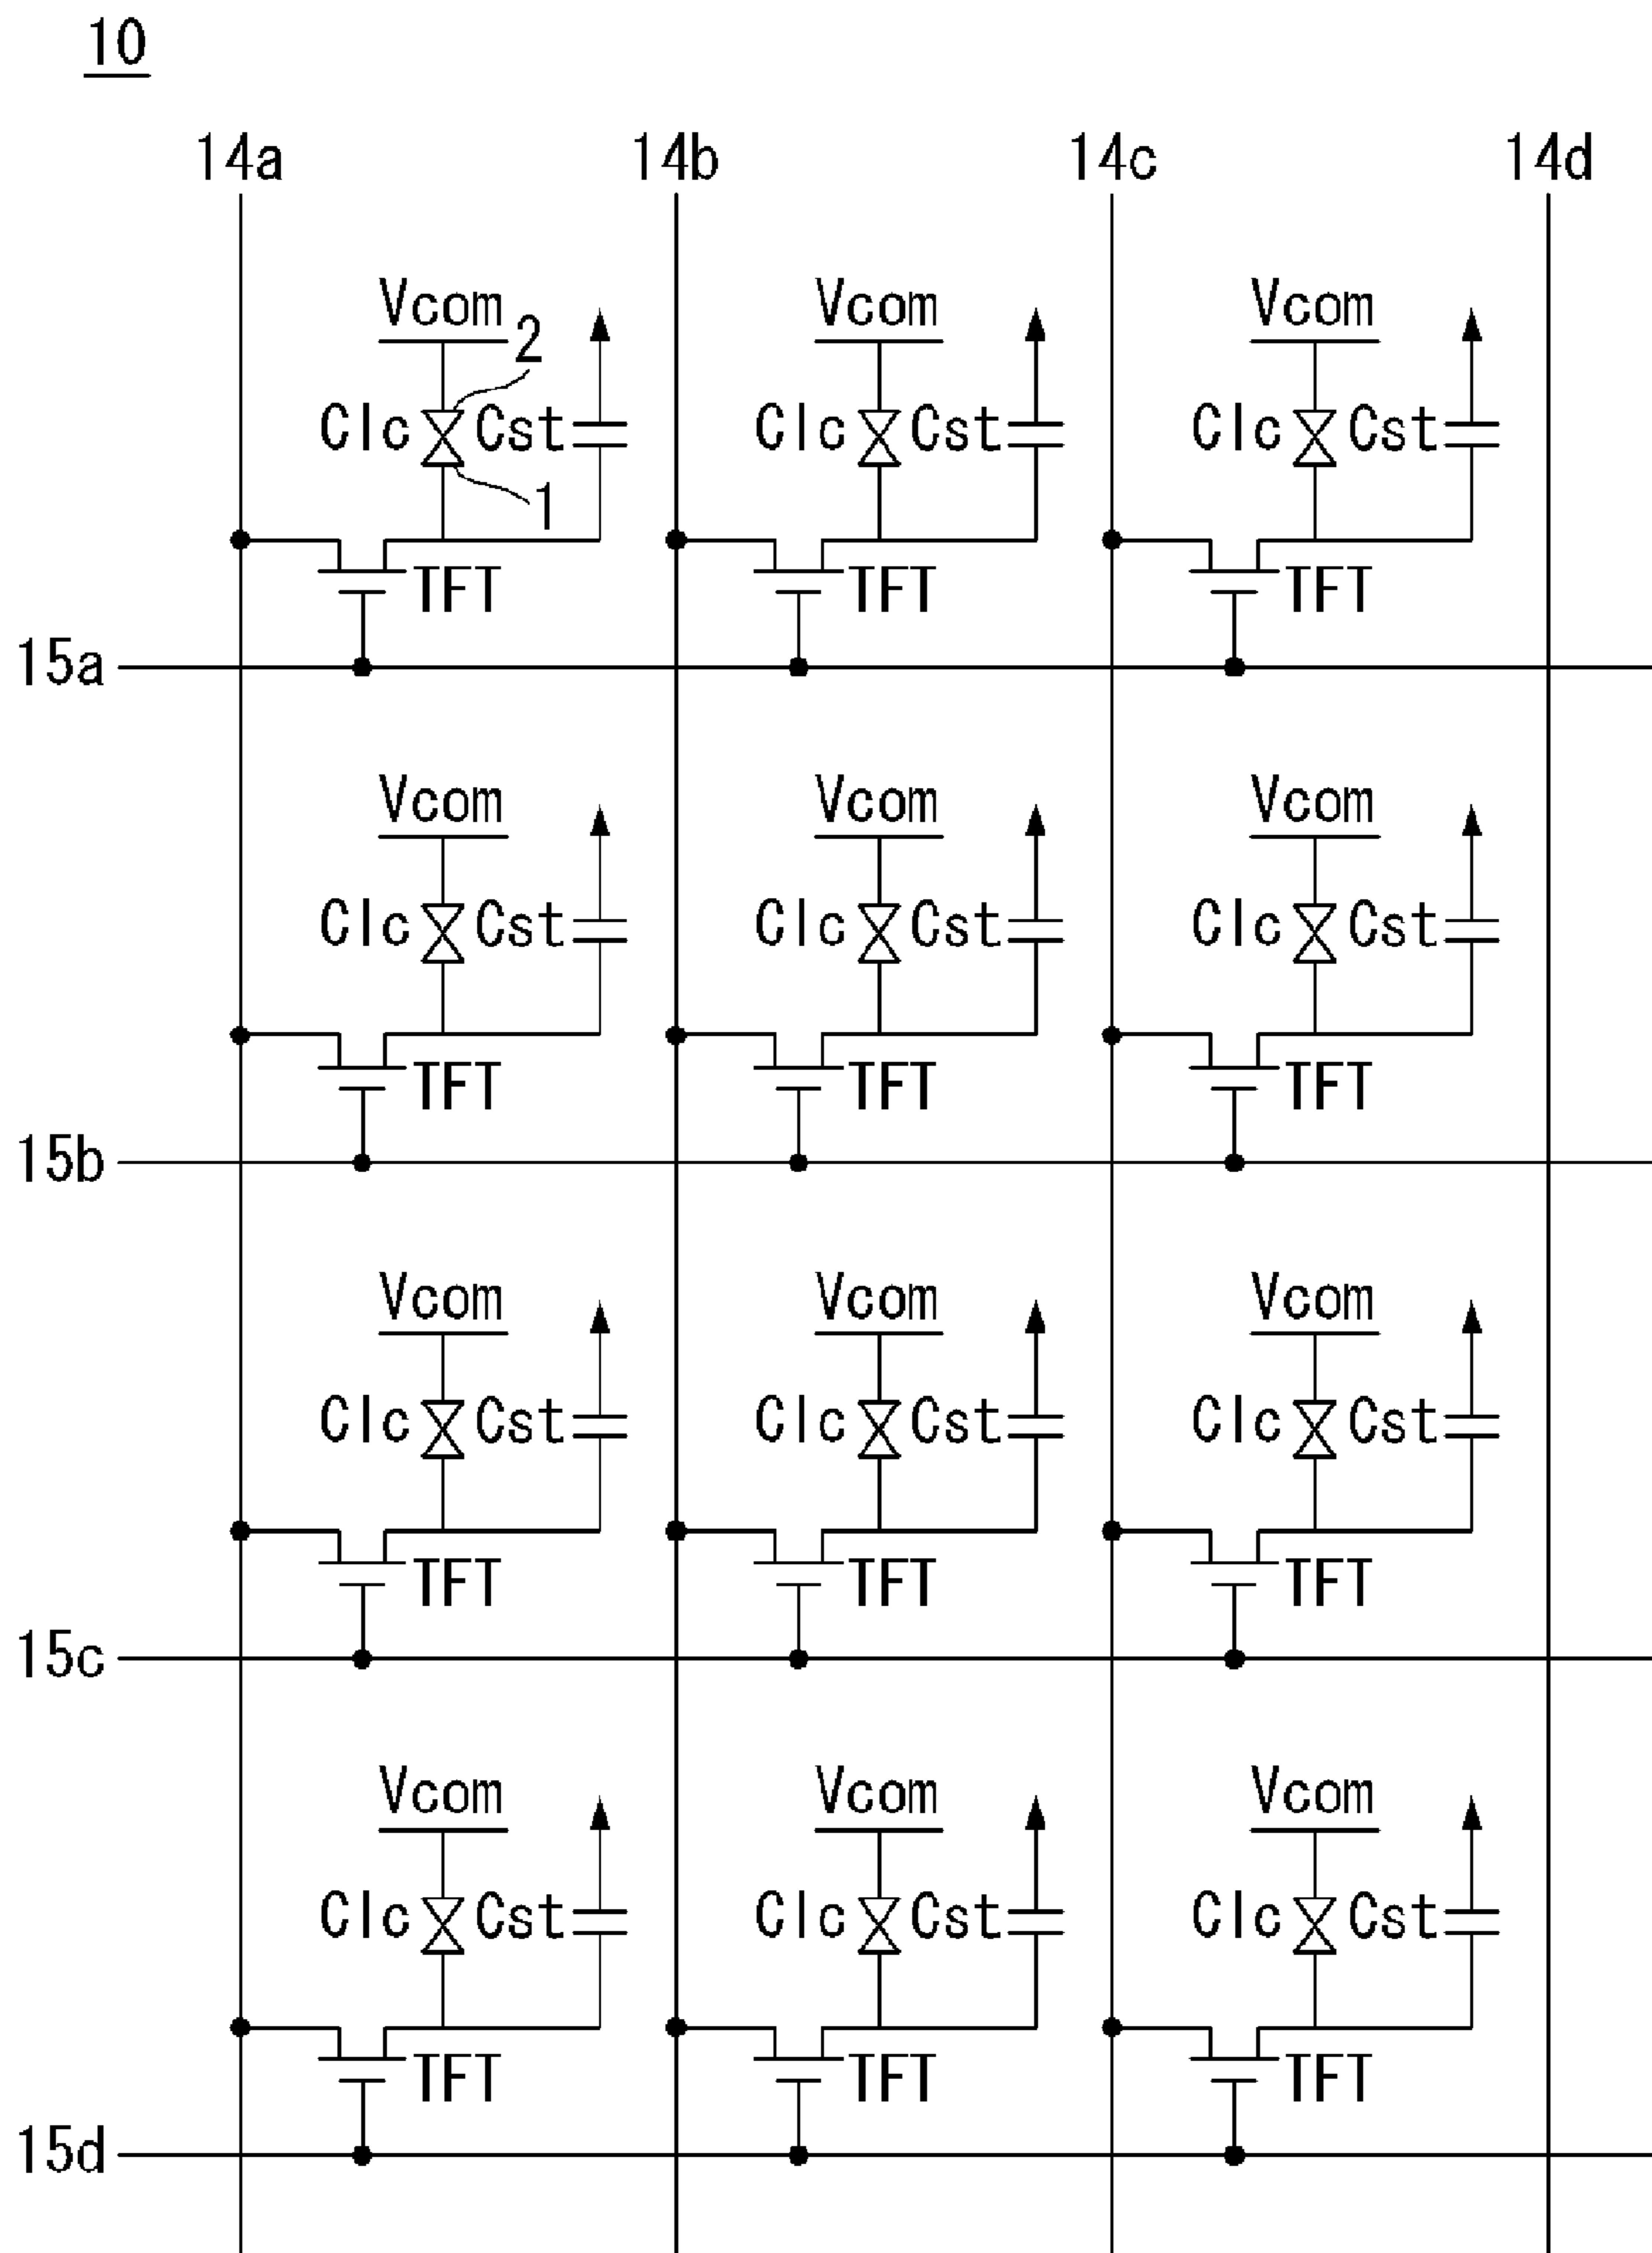 10
14a 14b 14c 14d
Vcom 2 Vcom Vcom
Clc Cst Clc Cst Clc Cst
1
TFT TFT TFT
15a
Vcom Vcom Vcom
Clc Cst Clc Cst Clc Cst
TFT TFT TFT
15b
Vcom Vcom Vcom
Clc Cst Clc Cst Clc Cst
TFT TFT TFT
15c
Vcom Vcom Vcom
Clc Cst Clc Cst Clc Cst
TFT TFT TFT
15d